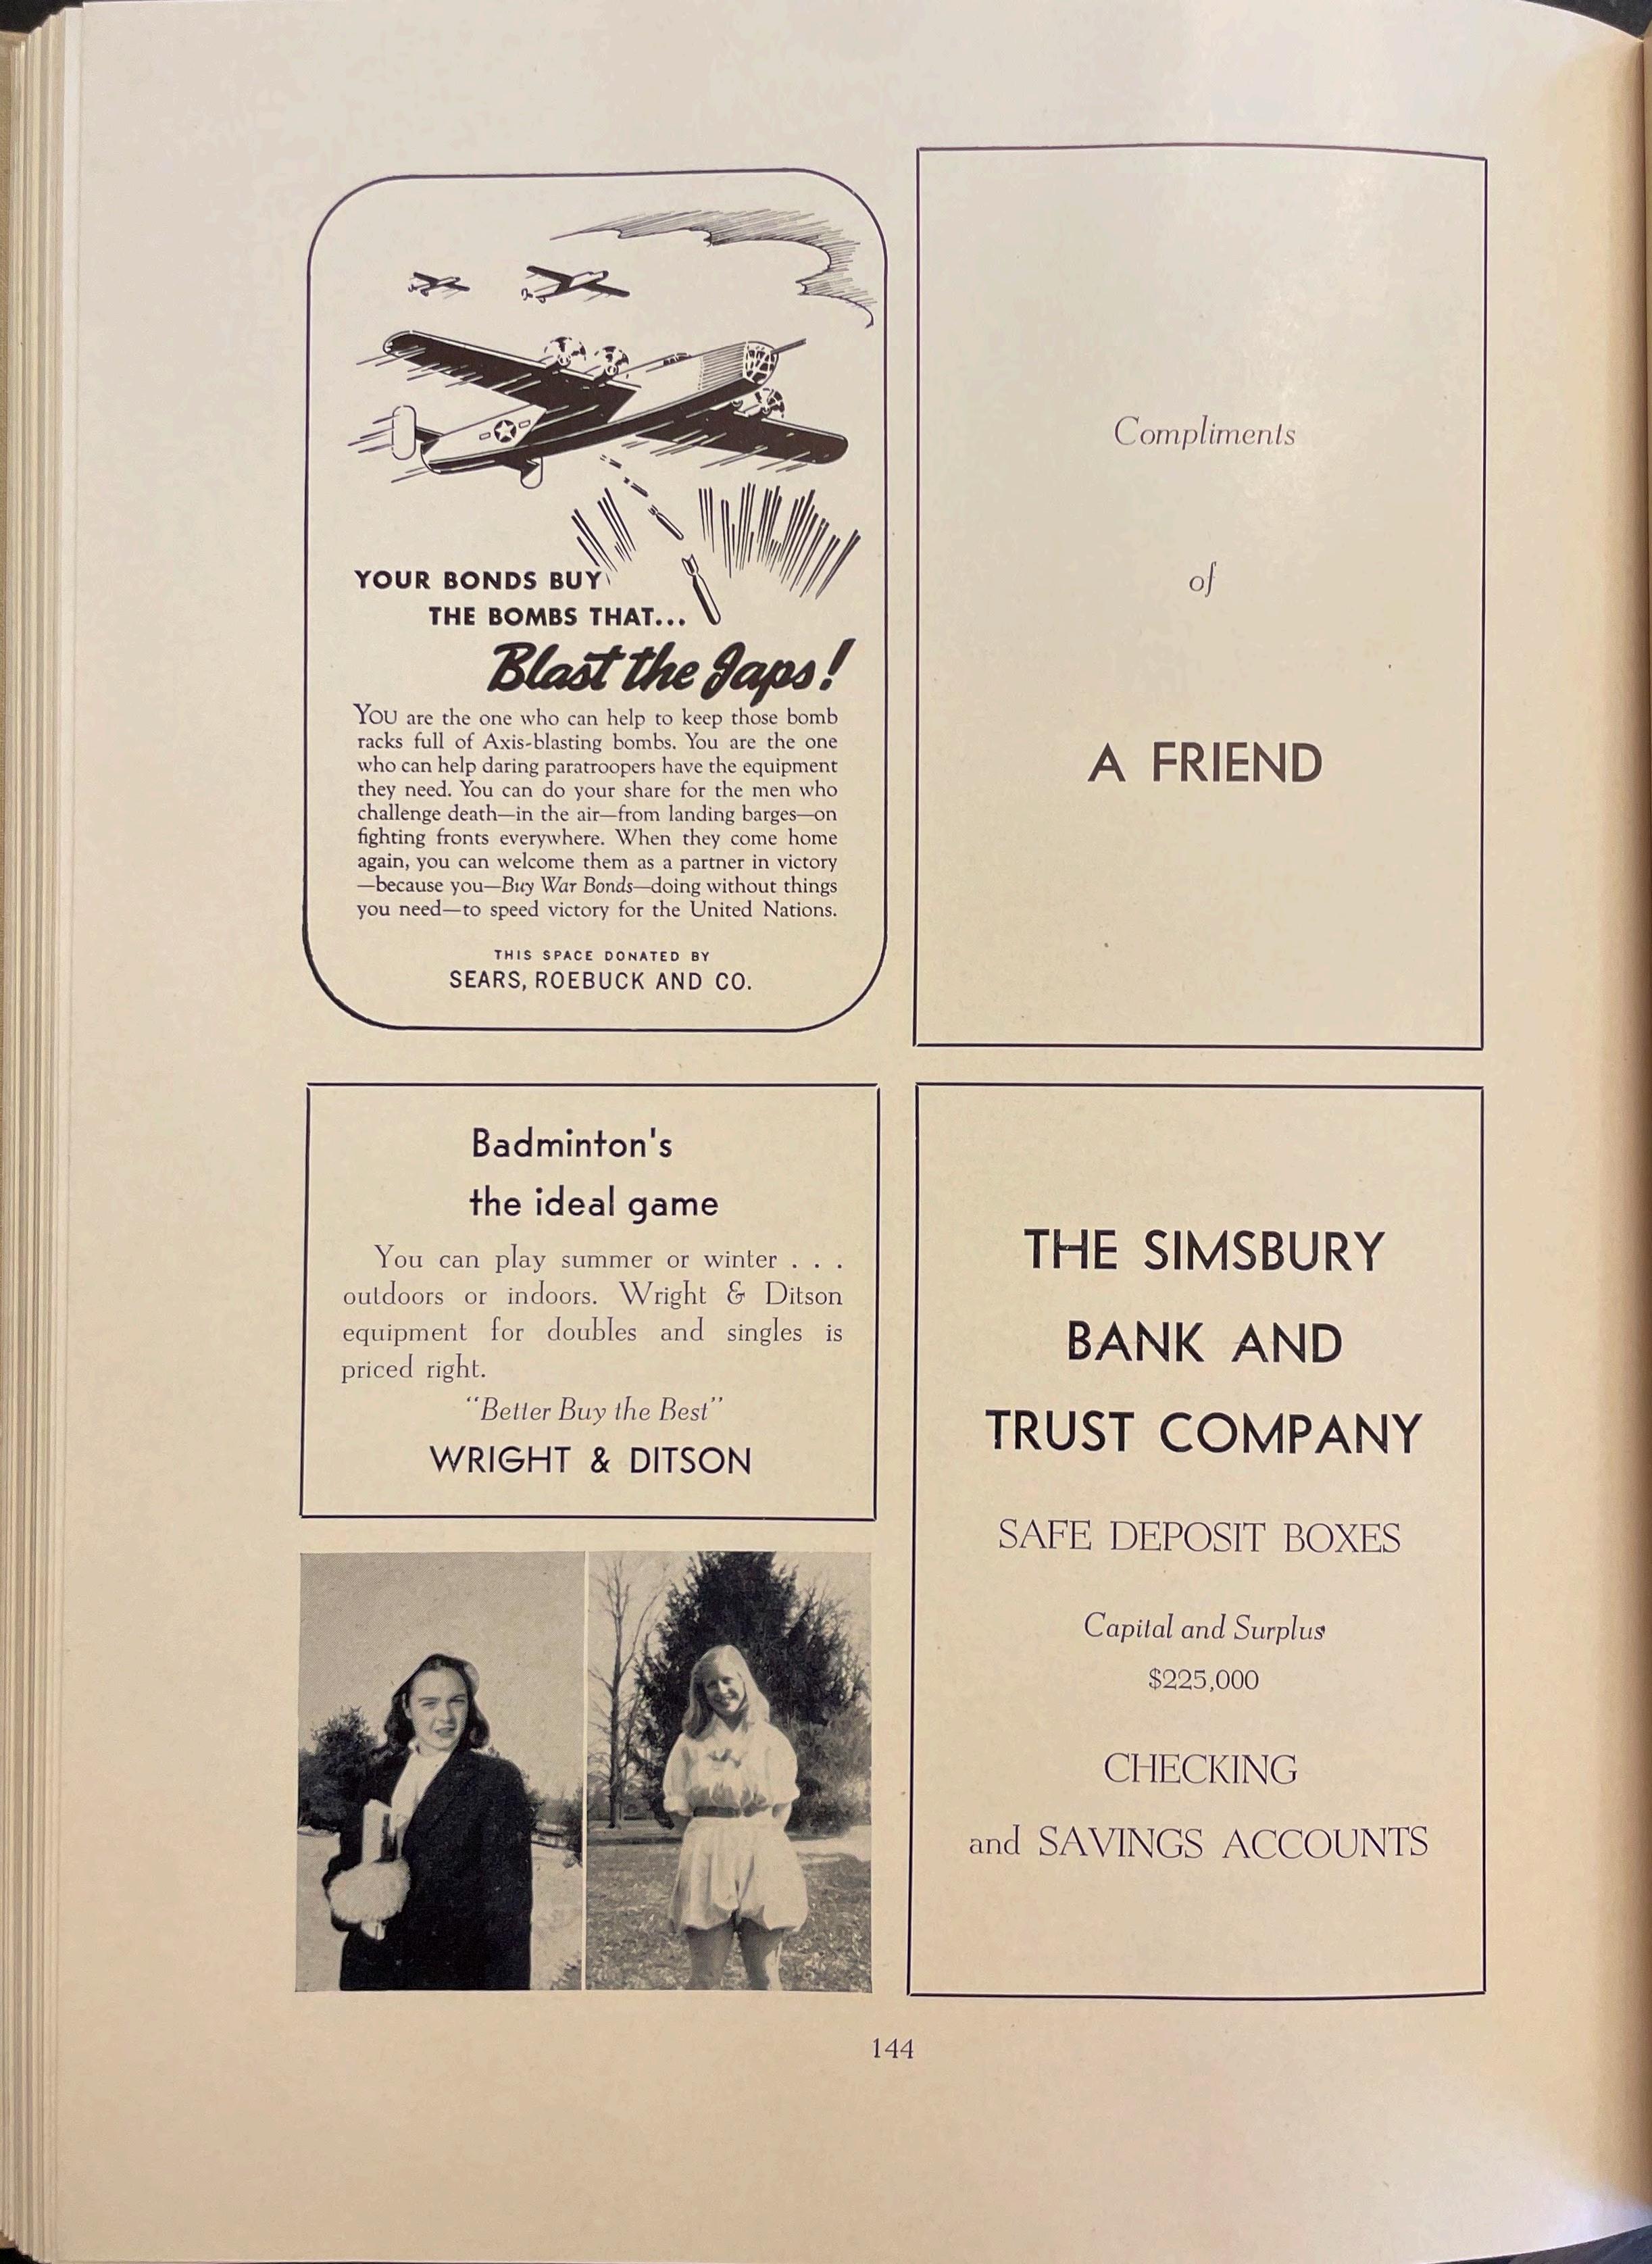 YOUR BONDS BUY
THE BOMBS THAT...
Blast the Japs!
YOU are the one who can help to keep those bomb
racks full of Axis-blasting bombs. You are the one
who can help daring paratroopers have the equipment
they need. You can do your share for the men who
challenge death—in the air—from landing barges—on
fighting fronts everywhere. When they come home
again, you can welcome them as a partner in victory
—because you—Buy War Bonds—doing without things
you need—to speed victory for the United Nations.
THIS SPACE DONATED BY
SEARS, ROEBUCK AND CO.
Compliments
of
A FRIEND
Badminton's
the ideal game
You can play summer or winter . . .
outdoors or indoors. Wright & Ditson
equipment for doubles and singles is
priced right.
"Better Buy the Best"
WRIGHT & DITSON
THE SIMSBURY
BANK AND
TRUST COMPANY
SAFE DEPOSIT BOXES
Capital and Surplus
$225,000
CHECKING
and SAVINGS ACCOUNTS
144